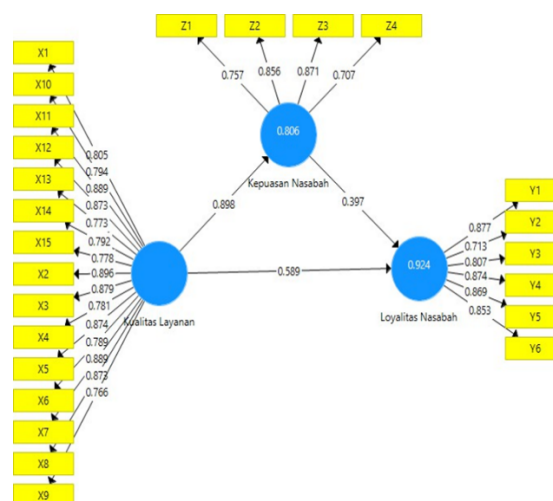 Z1 Z2 Z3 Z4
0.757 0.856 0.871 0.707
0.806
Kepuasan Nasabah
X1
X10
X11
X12
X13
X14
X15
X2
X3
X4
X5
X6
X7
X8
X9
0.805
0.794
0.889
0.873
0.773
0.792
0.778
0.896
0.879
0.781
0.874
0.789
0.889
0.873
0.766
Kualitas Layanan
0.898
0.397
0.589
0.924
Loyalitas Nasabah
0.877
0.713
0.807
0.874
0.869
0.853
Y1
Y2
Y3
Y4
Y5
Y6